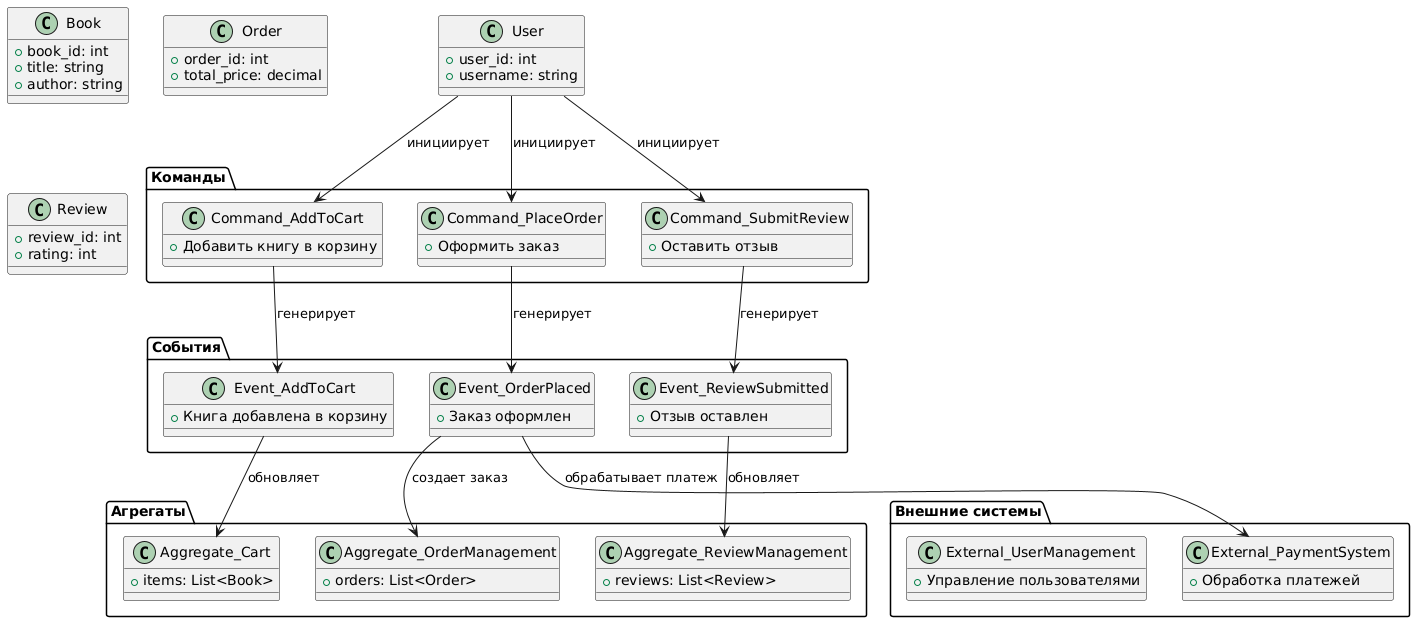 C Book
book_id: int
title: string
author: string
C Order
order_id: int
total_price: decimal
C User
user_id: int
username: string
инициирует
инициирует
инициирует
C Review
review_id: int
rating: int
Команды
C Command_AddToCart
Добавить книгу в корзину
C Command_PlaceOrder
Оформить заказ
C Command_SubmitReview
Оставить отзыв
генерирует
генерирует
генерирует
События
C Event_AddToCart
Книга добавлена в корзину
C Event_OrderPlaced
Заказ оформлен
C Event_ReviewSubmitted
Отзыв оставлен
обновляет
создает заказ
обрабатывает платеж
обновляет
Агрегаты
C Aggregate_Cart
items: List<Book>
C Aggregate_OrderManagement
orders: List<Order>
C Aggregate_ReviewManagement
reviews: List<Review>
Внешние системы
C External_UserManagement
Управление пользователями
C External_PaymentSystem
Обработка платежей